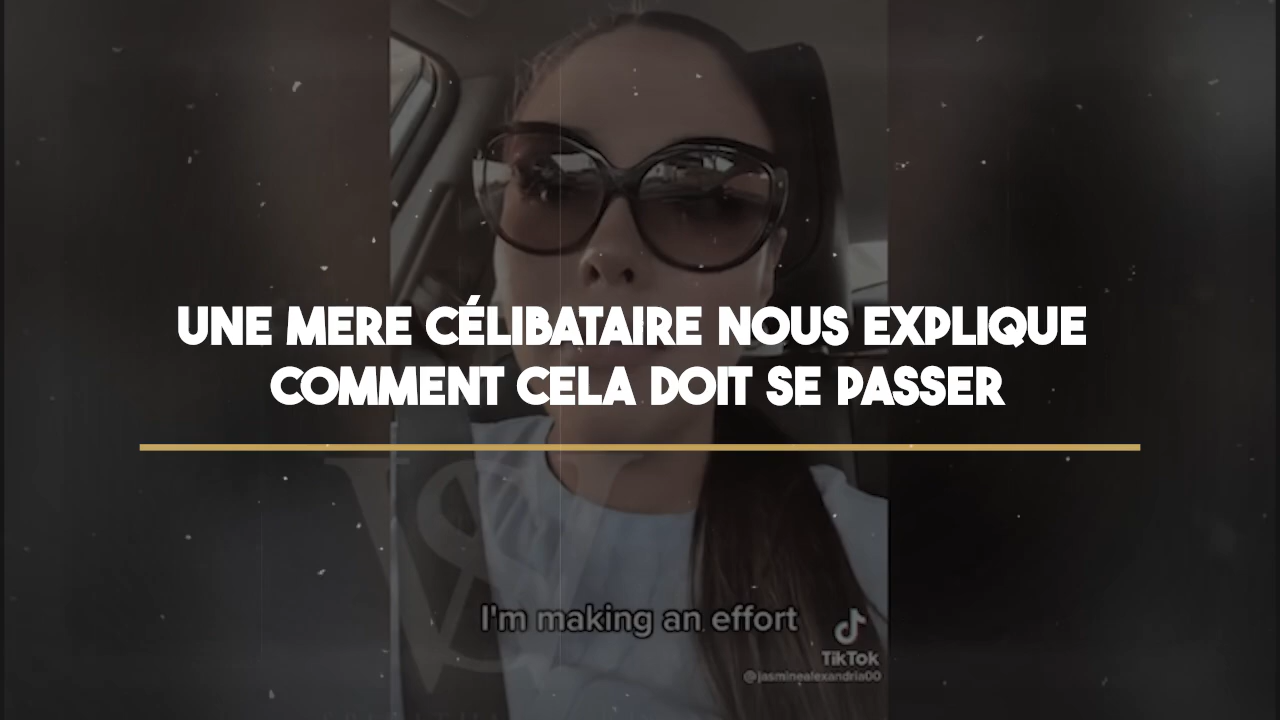 UNE MERE CÉLIBATAIRE NOUS EXPLIQUE
COMMENT CELA DOIT SE PASSER
I'm making an effort
TikTok
@jasminealexandria00